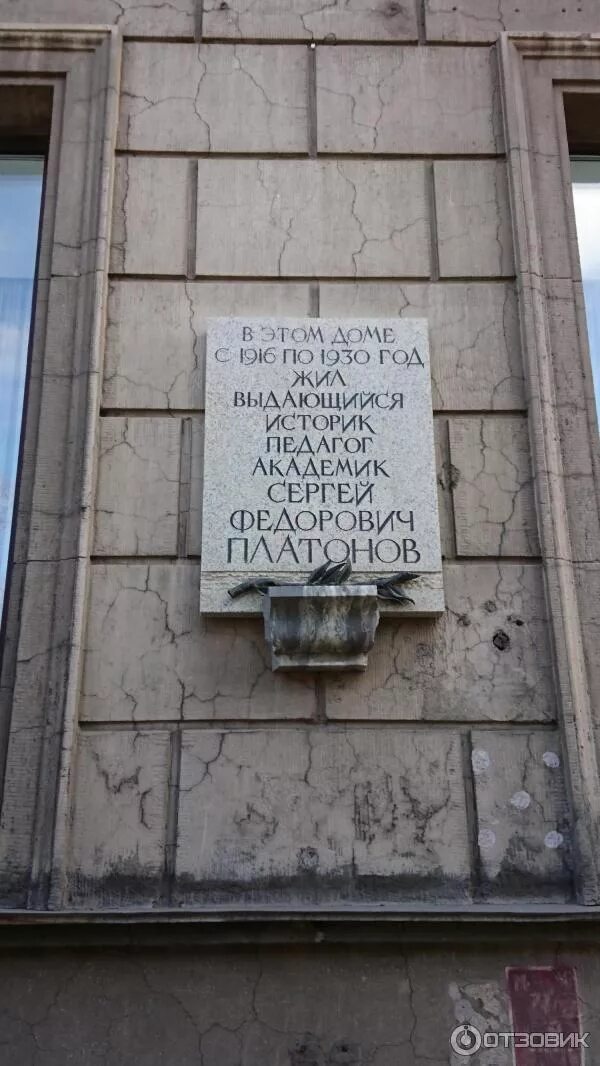 В ЭТОМ ДОМЕ
С 1916 ПО 1930 ГОД
ЖИЛ
ВЫДАЮЩИЙСЯ
ИСТОРИК
ПЕДАГОГ
АКАДЕМИК
СЕРГЕЙ
ФЕДОРОВИЧ
ПЛАТОНОВ
ОТЗОВИК